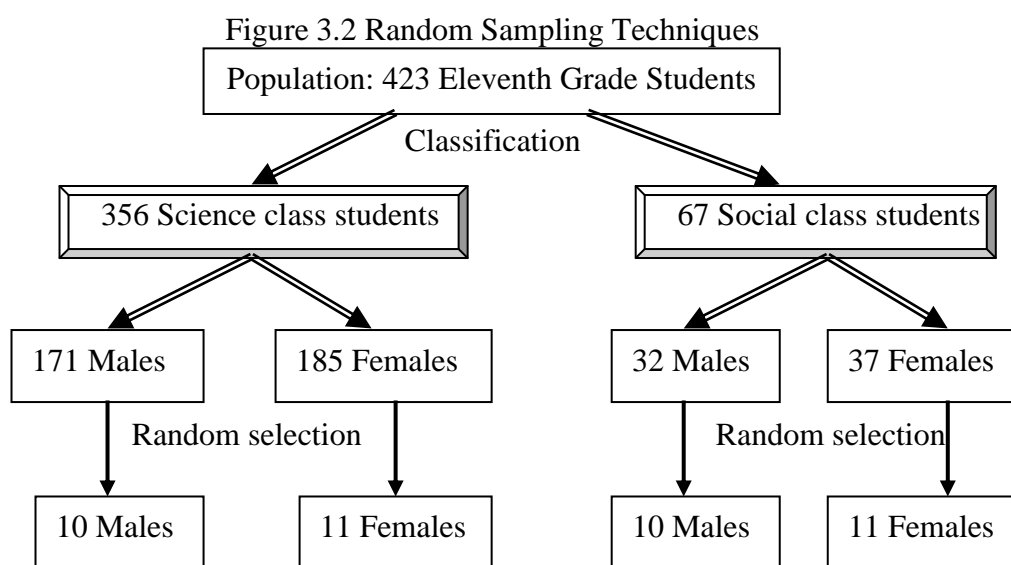 Figure 3.2 Random Sampling Techniques
Population: 423 Eleventh Grade Students
Classification
356 Science class students
67 Social class students
171 Males
185 Females
32 Males
37 Females
Random selection
Random selection
10 Males
11 Females
10 Males
11 Females